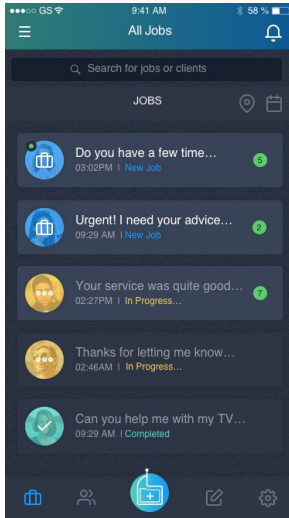 GS 9:41 AM 58 %
All Jobs
Search for jobs or clients
JOBS
Do you have a few time...
5
03:02PM I New Job
Urgent! I need your advice...
2
09:29 AM I New Job
Your service was quite good...
7
02:27PM I In Progress...
Thanks for letting me know...
02:46AM I In Progress...
Can you help me with my TV...
09:29 AM I Completed